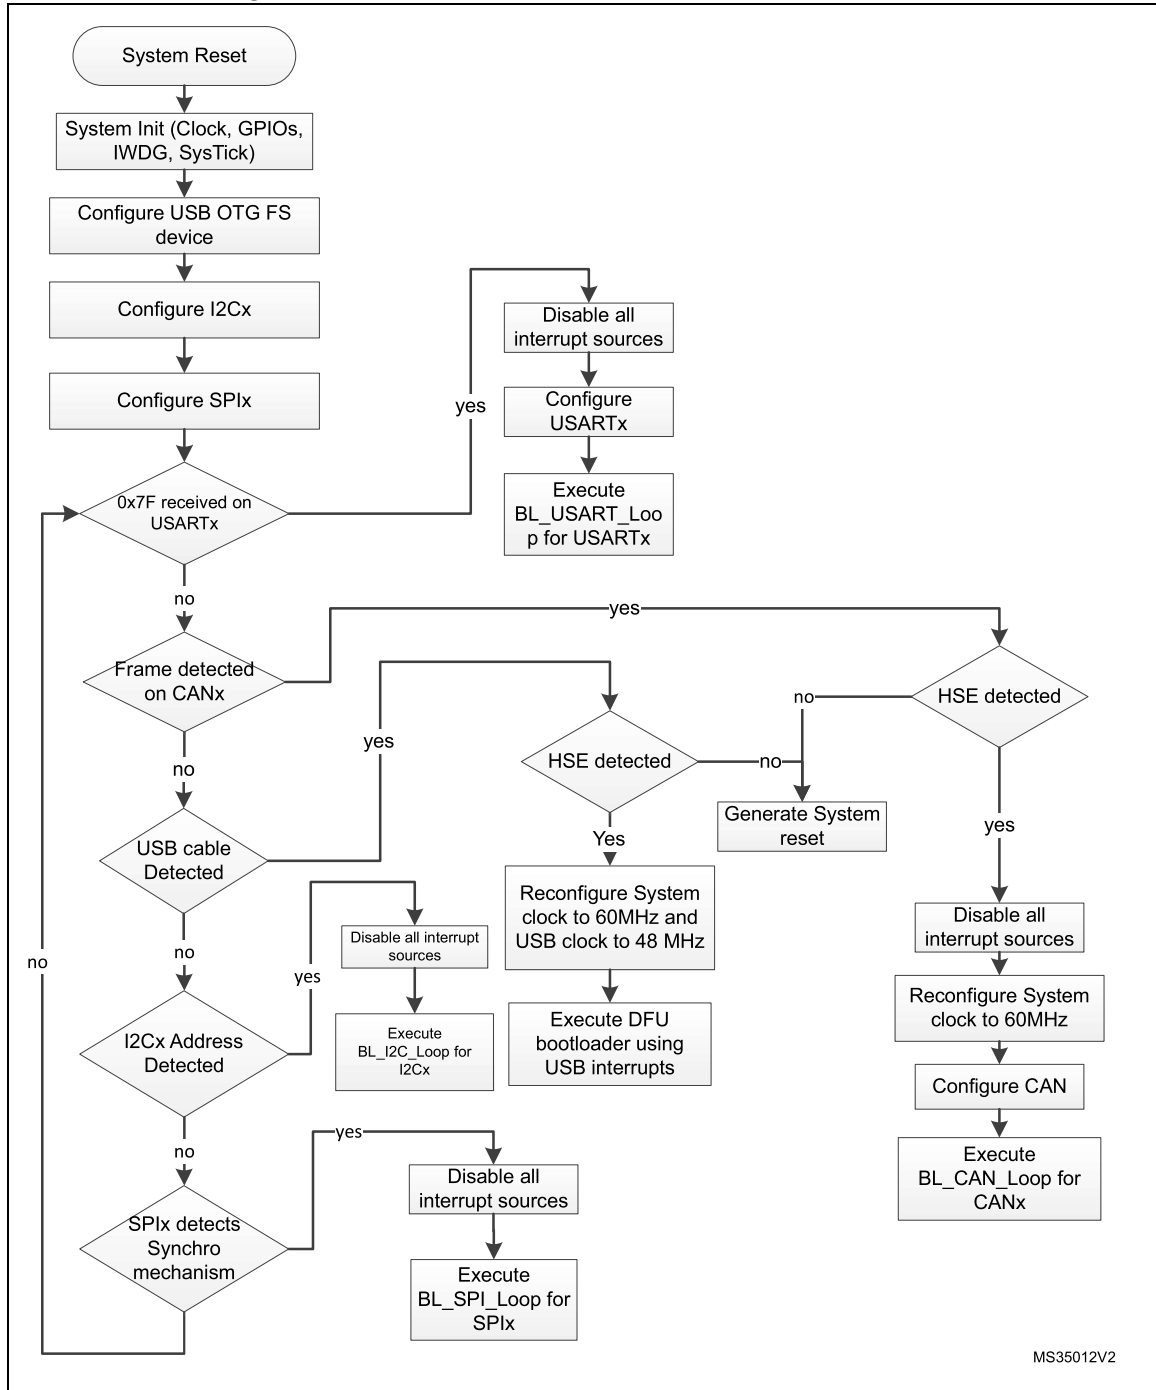 System Reset
System Init (Clock, GPIOs,
IWDG, SysTick)
Configure USB OTG FS
device
Configure I2Cx
Configure SPIx
0x7F received on
USARTx
yes
Disable all
interrupt sources
Configure
USARTx
Execute
BL_USART_Loo
p for USARTx
no
Frame detected
on CANx
yes
HSE detected
no
yes
HSE detected
no
Generate System
reset
no
USB cable
Detected
Yes
Reconfigure System
clock to 60MHz and
USB clock to 48 MHz
Execute DFU
bootloader using
USB interrupts
yes
Disable all
interrupt sources
Reconfigure System
clock to 60MHz
Configure CAN
Execute
BL_CAN_Loop for
CANx
no
I2Cx Address
Detected
yes
Disable all interrupt
sources
Execute
BL_I2C_Loop for
I2Cx
no
SPIx detects
Synchro
mechanism
yes
Disable all
interrupt sources
Execute
BL_SPI_Loop for
SPIx
no
MS35012V2